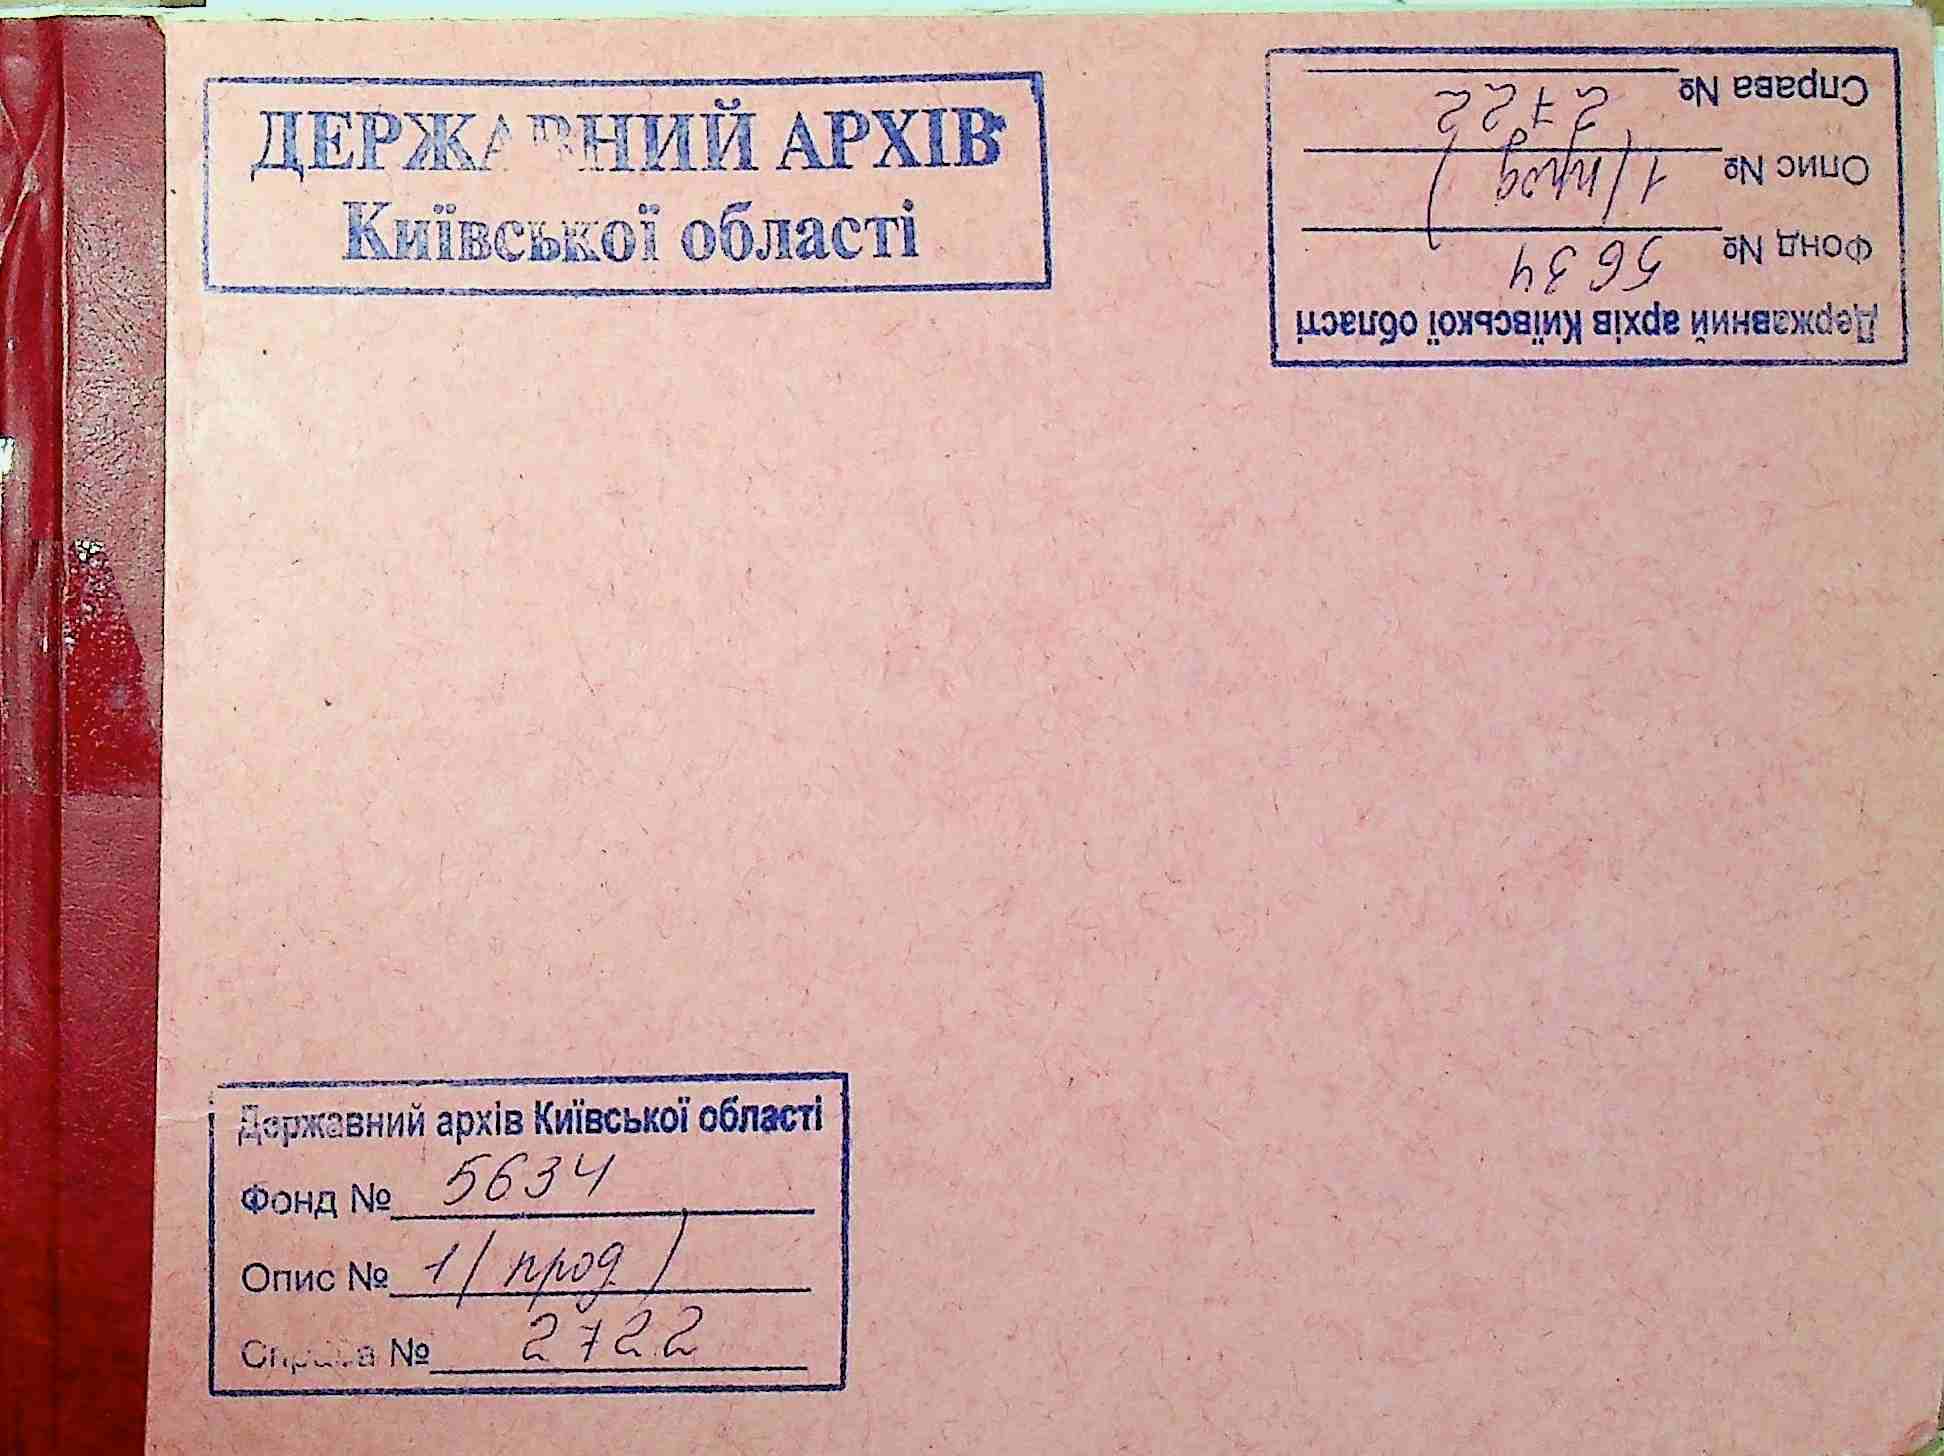 ДЕРЖАВНИЙ АРХІВ
Київської області
Державний архів Київської області
Фонд № 5634
Опис № 1 (прод)
Справа № 2722
Державний архів Київської області
Фонд № 5634
Опис № 1 (прод)
Справа № 2722